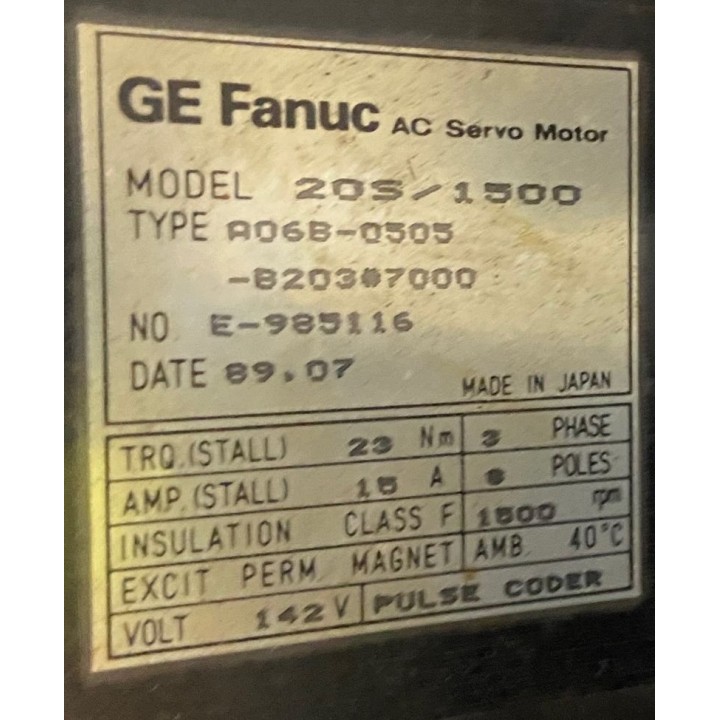 GE Fanuc AC Servo Motor
MODEL 20S/1500
TYPE A06B-0505
-B203#7000
NO E-985116
DATE 89.07
MADE IN JAPAN
TRQ.(STALL) 23 Nm 3 PHASE
AMP.(STALL) 15 A 8 POLES
INSULATION CLASS F 1500 rpm
EXCIT PERM. MAGNET AMB. 40°C
VOLT 142 V PULSE CODER